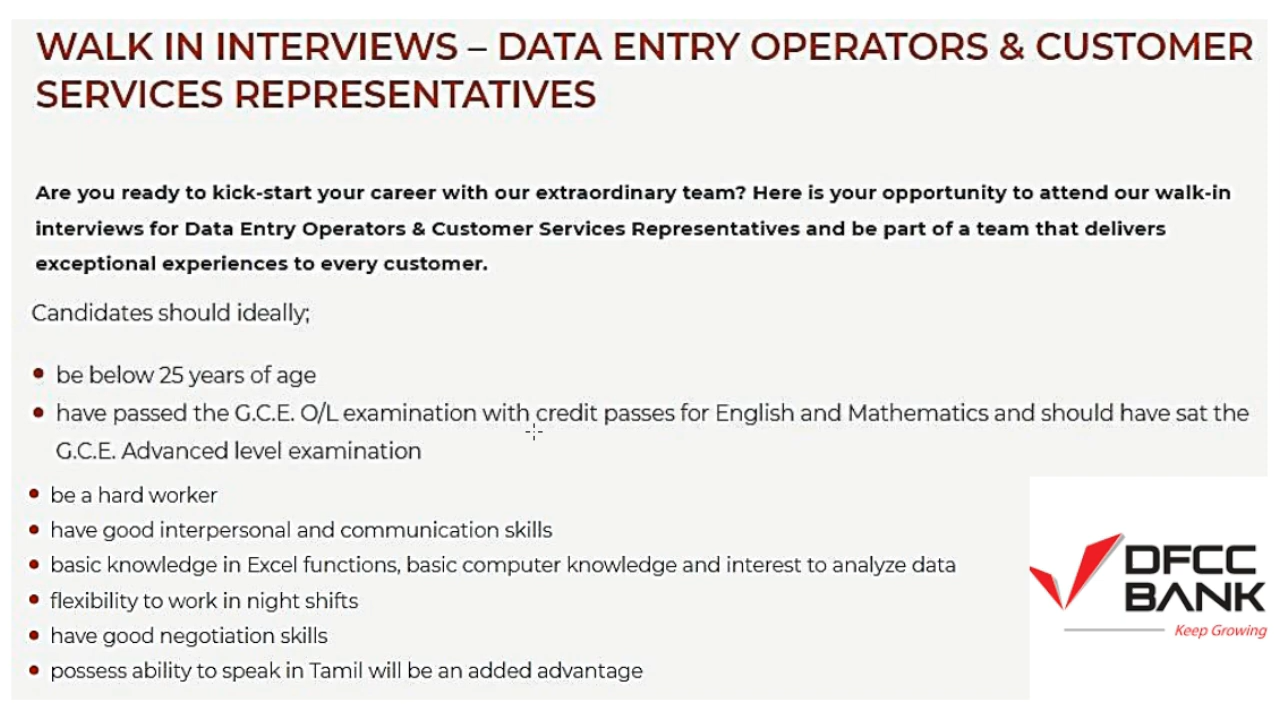 WALK IN INTERVIEWS – DATA ENTRY OPERATORS & CUSTOMER
SERVICES REPRESENTATIVES
Are you ready to kick-start your career with our extraordinary team? Here is your opportunity to attend our walk-in
interviews for Data Entry Operators & Customer Services Representatives and be part of a team that delivers
exceptional experiences to every customer.
Candidates should ideally;
• be below 25 years of age
• have passed the G.C.E. O/L examination with credit passes for English and Mathematics and should have sat the
G.C.E. Advanced level examination
• be a hard worker
• have good interpersonal and communication skills
• basic knowledge in Excel functions, basic computer knowledge and interest to analyze data
• flexibility to work in night shifts
• have good negotiation skills
• possess ability to speak in Tamil will be an added advantage
DFCC
BANK
Keep Growing